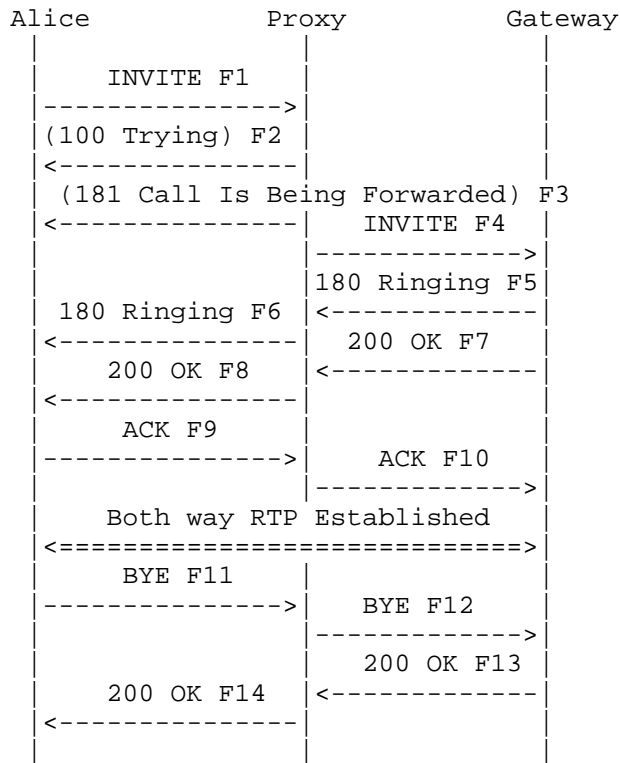 Alice Proxy Gateway
INVITE F1
(100 Trying) F2
(181 Call Is Being Forwarded) F3
INVITE F4
180 Ringing F5
180 Ringing F6
200 OK F7
200 OK F8
ACK F9
ACK F10
Both way RTP Established
BYE F11
BYE F12
200 OK F13
200 OK F14